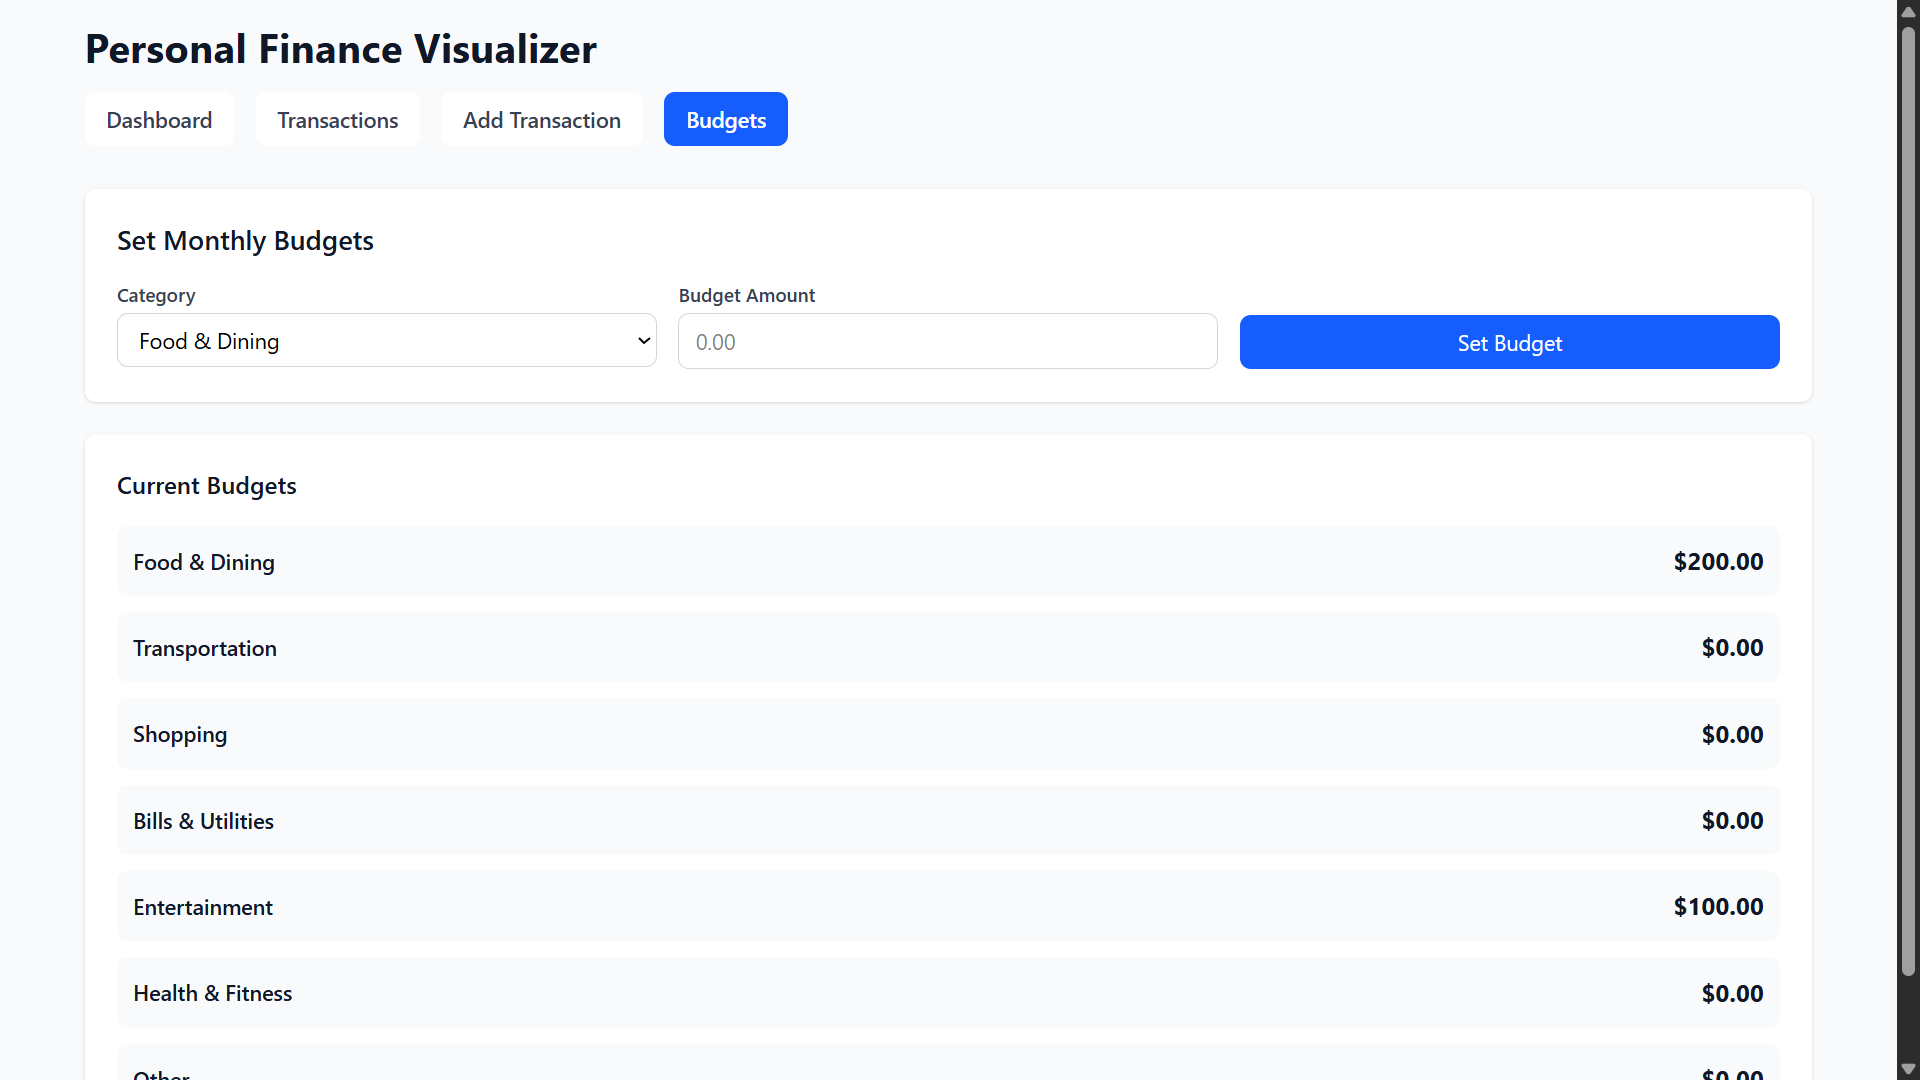 Personal Finance Visualizer
Dashboard Transactions Add Transaction Budgets
Set Monthly Budgets
Category Budget Amount
Food & Dining 0.00 Set Budget
Current Budgets
Food & Dining $200.00
Transportation $0.00
Shopping $0.00
Bills & Utilities $0.00
Entertainment $100.00
Health & Fitness $0.00
Other $0.00